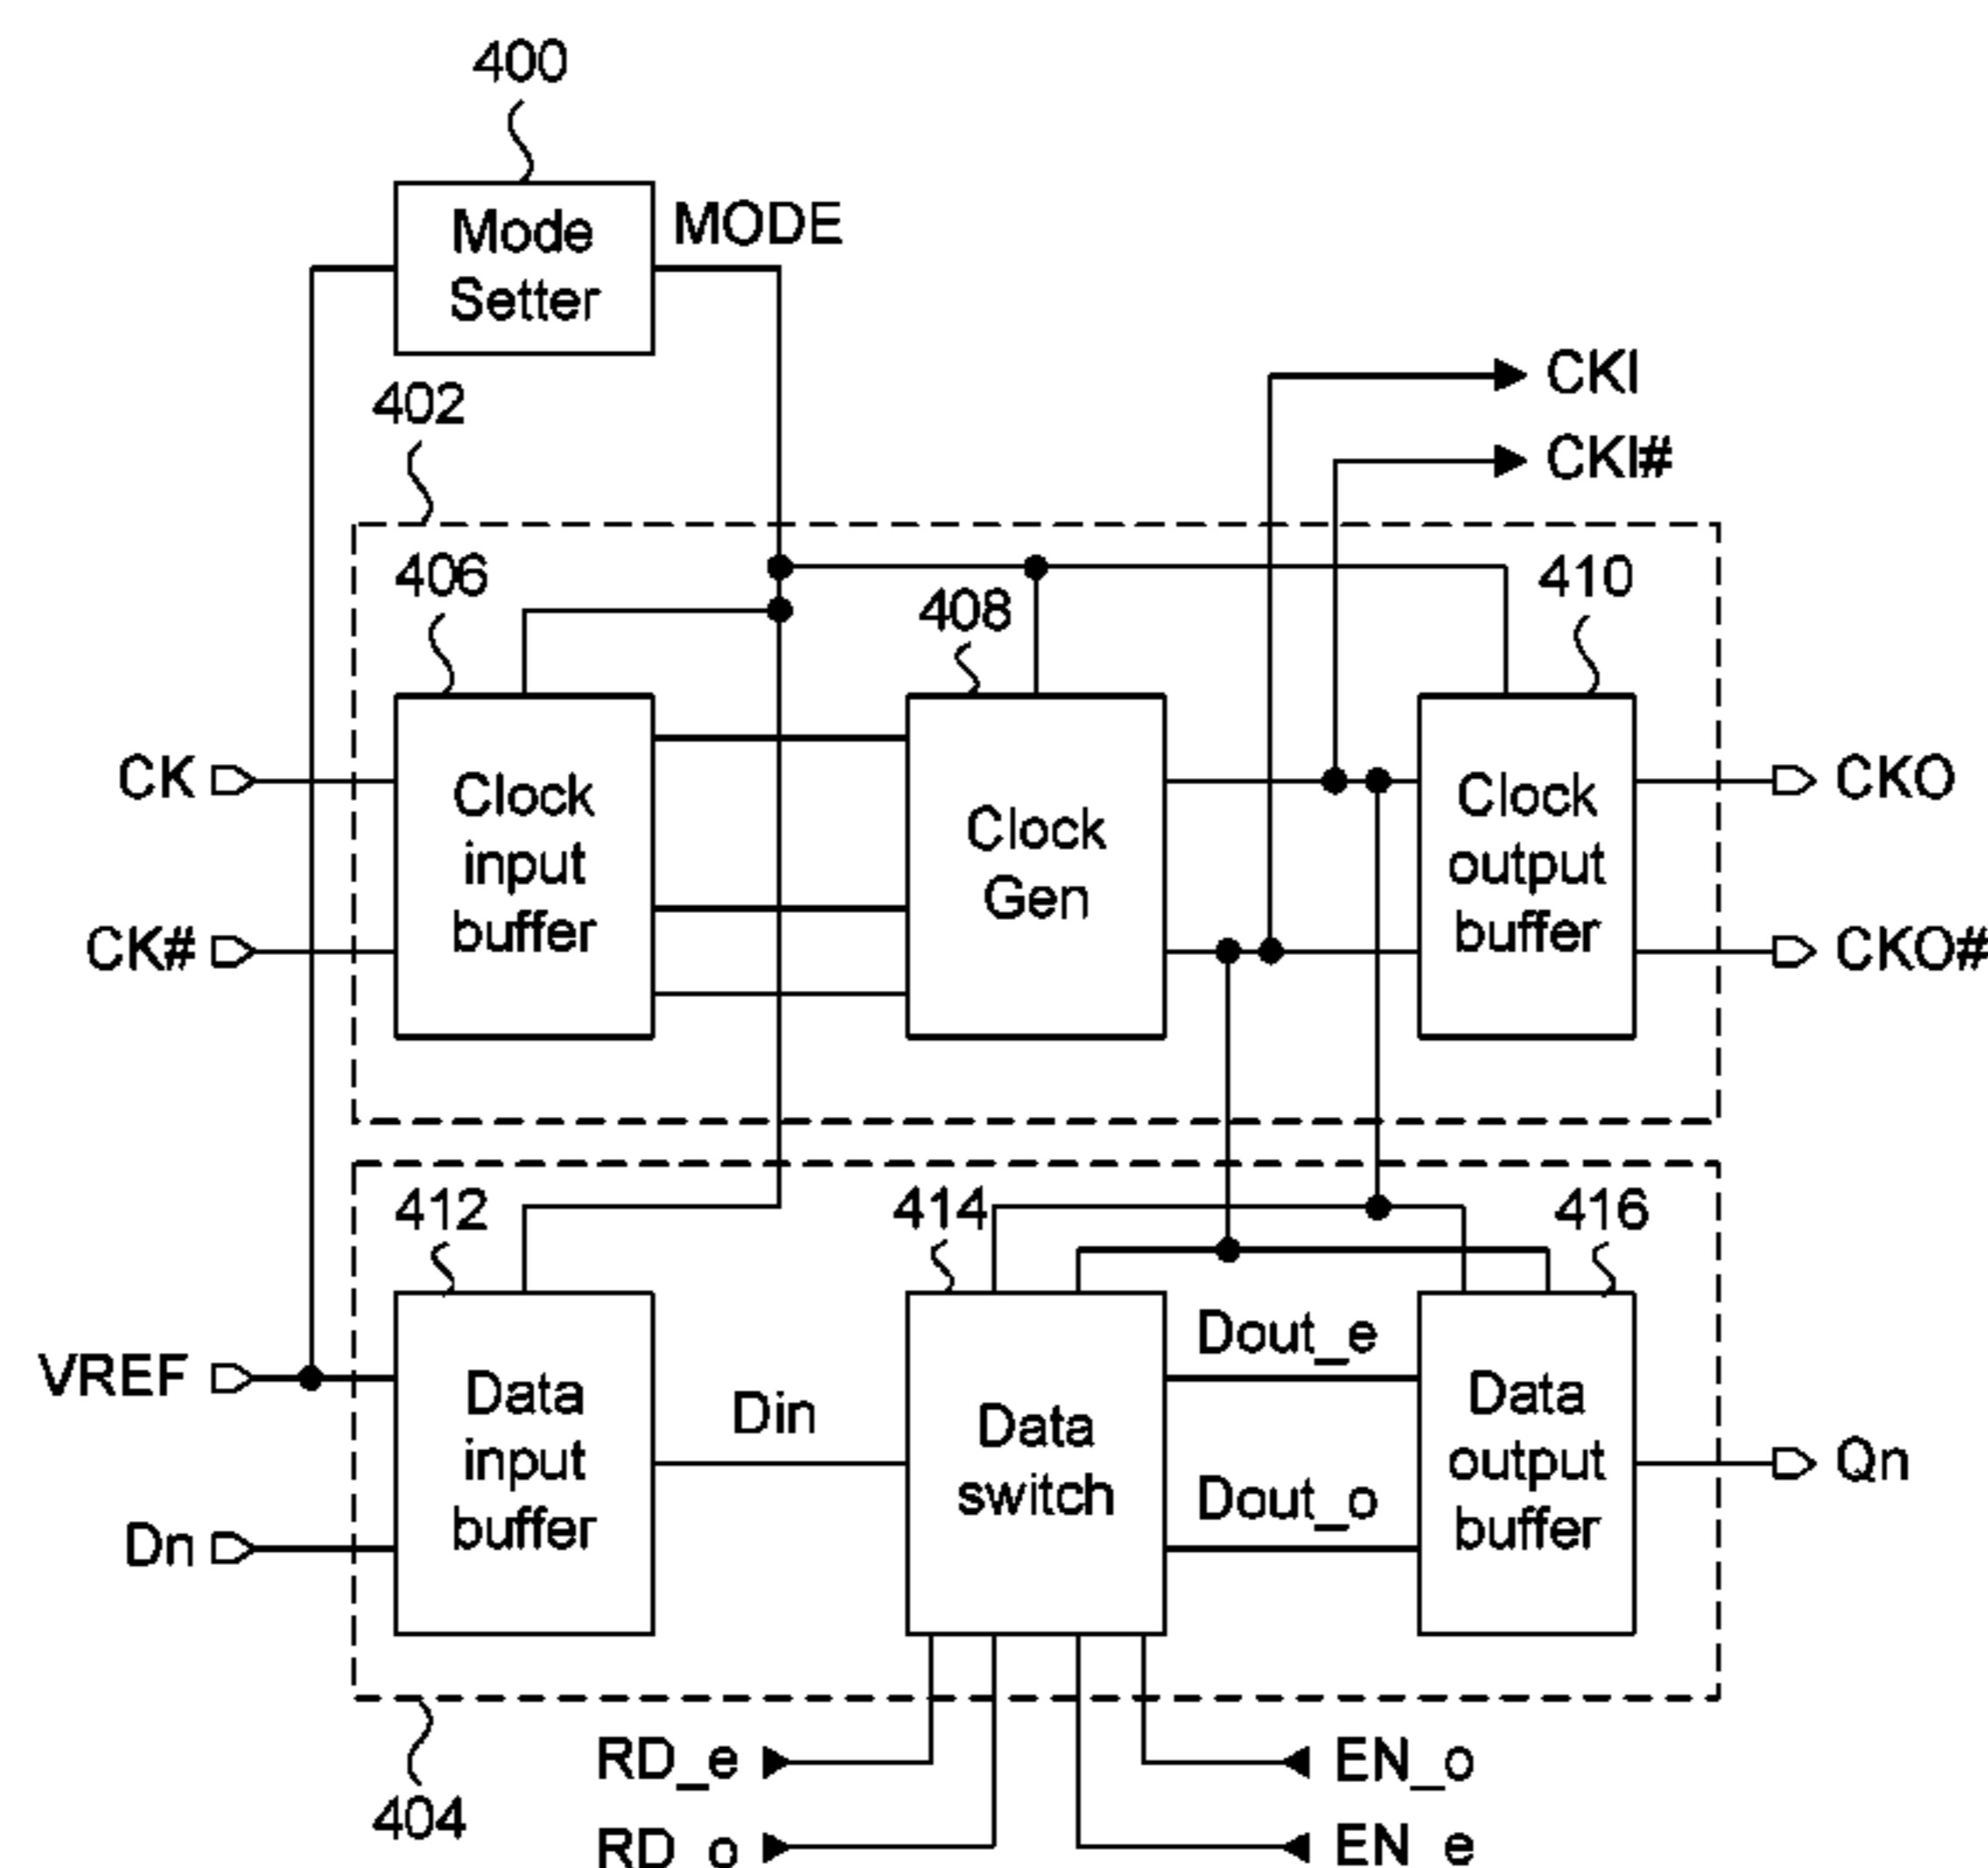 400
Mode
Setter
MODE
402
CKI
CKI#
406
408
410
CK
CK#
Clock
input
buffer
Clock
Gen
Clock
output
buffer
CKO
CKO#
412
414
416
VREF
Dn
Data
input
buffer
Din
Data
switch
Dout_e
Dout_o
Data
output
buffer
Qn
404
RD_e
RD_o
EN_o
EN_e